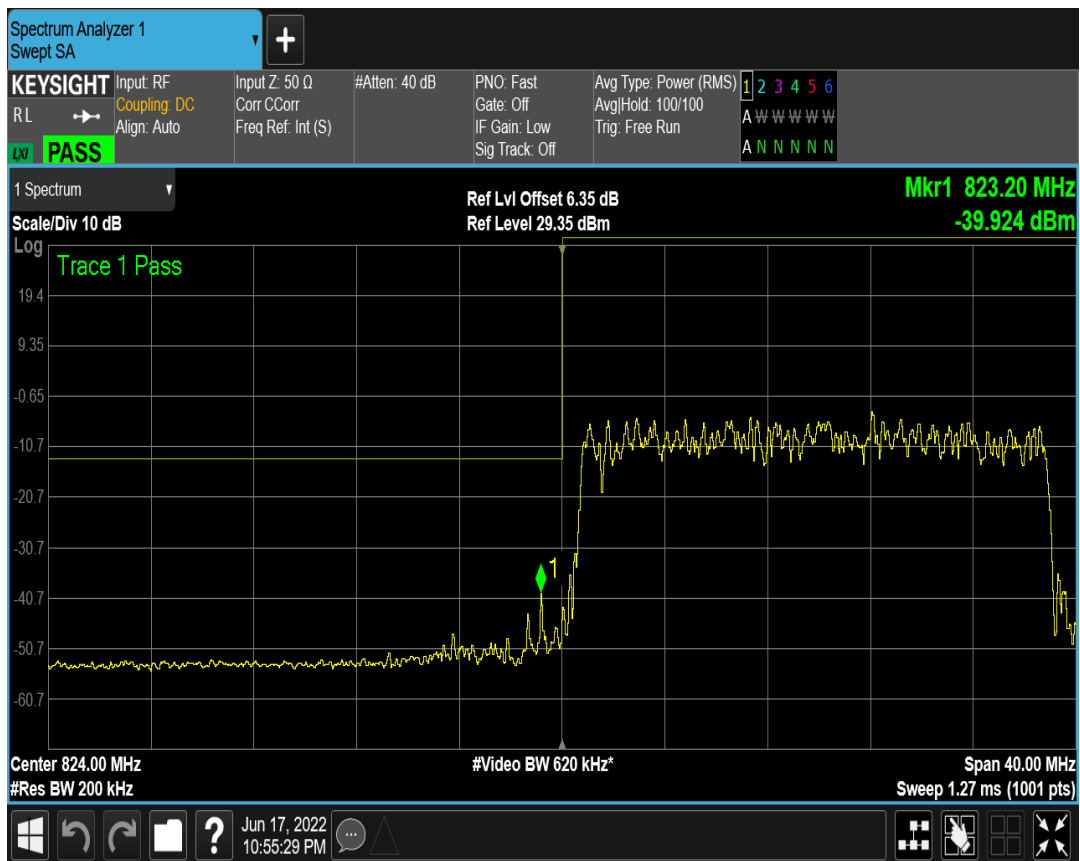 Spectrum Analyzer 1
Swept SA
+
KEYSIGHT
RL
LXI PASS
Input: RF
Coupling: DC
Align: Auto
Input Z: 50 Ω
Corr CCorr
Freq Ref: Int (S)
#Atten: 40 dB
PNO: Fast
Gate: Off
IF Gain: Low
Sig Track: Off
Avg Type: Power (RMS)
Avg|Hold: 100/100
Trig: Free Run
1 2 3 4 5 6
A W W W W W
A N N N N N
1 Spectrum
Scale/Div 10 dB
Ref Lvl Offset 6.35 dB
Ref Level 29.35 dBm
Mkr1 823.20 MHz
-39.924 dBm
Log
Trace 1 Pass
19.4
9.35
-0.65
-10.7
-20.7
-30.7
1
-40.7
-50.7
-60.7
Center 824.00 MHz
#Res BW 200 kHz
#Video BW 620 kHz*
Span 40.00 MHz
Sweep 1.27 ms (1001 pts)
?
Jun 17, 2022
10:55:29 PM